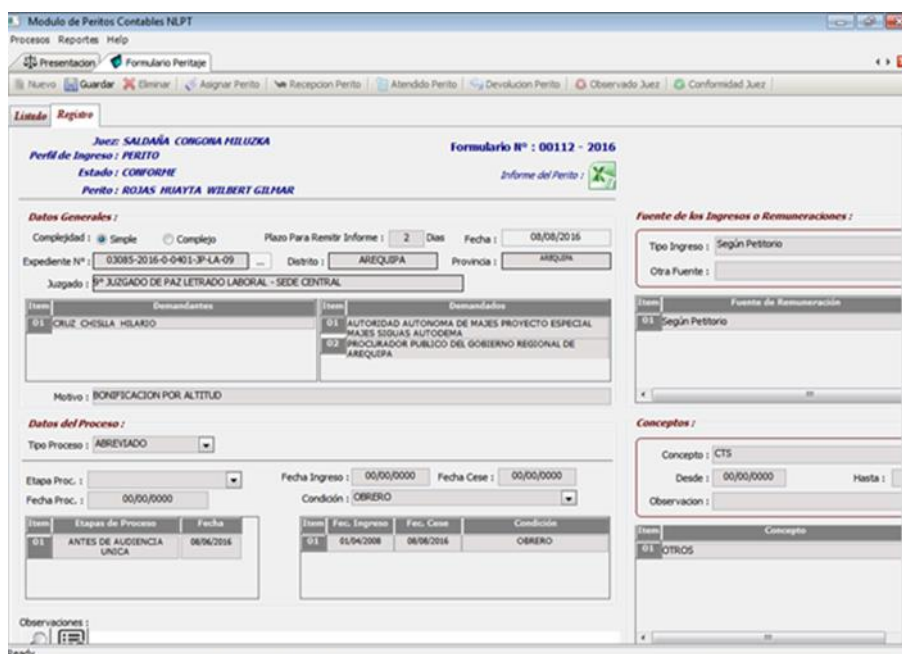 Modulo de Peritos Contables NLPT
Procesos Reportes Help
Presentacion Formulario Peritaje
Nuevo Guardar Eliminar Asignar Perito Recepcion Perito Atendido Perito Devolucion Perito Observado Juez Conformidad Juez
Listado Registro
Juez: SALDAÑA CONGONA MILUZKA
Perfil de Ingreso : PERITO
Formulario Nº : 00112 - 2016
Estado : CONFORME
Informe del Perito :
Perito : ROJAS HUAYTA WILBERT GILMAR
Datos Generales :
Complejidad : Simple Complejo Plazo Para Remitir Informe : 2 Dias Fecha : 08/08/2016
Expediente Nº : 03085-2016-0-0401-JP-LA-09 ... Distrito : AREQUIPA Provincia : AREQUIPA
Juzgado : 9º JUZGADO DE PAZ LETRADO LABORAL - SEDE CENTRAL
Item Demandantes
01 CRUZ CHISLLA HILARIO
Item Demandados
01 AUTORIDAD AUTONOMA DE MAJES PROYECTO ESPECIAL
MAJES SIGUAS AUTODEMA
02 PROCURADOR PUBLICO DEL GOBIERNO REGIONAL DE
AREQUIPA
Motivo : BONIFICACION POR ALTITUD
Fuente de los Ingresos o Remuneraciones :
Tipo Ingreso : Según Petitorio
Otra Fuente :
Item Fuente de Remuneración
01 Según Petitorio
Datos del Proceso :
Tipo Proceso : ABREVIADO
Etapa Proc. : Fecha Ingreso : 00/00/0000 Fecha Cese : 00/00/0000
Fecha Proc. : 00/00/0000 Condición : OBRERO
Item Etapas de Proceso Fecha
01 ANTES DE AUDIENCIA 08/06/2016
UNICA
Item Fec. Ingreso Fec. Cese Condición
01 01/04/2008 08/08/2016 OBRERO
Conceptos :
Concepto : CTS
Desde : 00/00/0000 Hasta :
Observacion :
Item Concepto
01 OTROS
Observaciones :
Ready